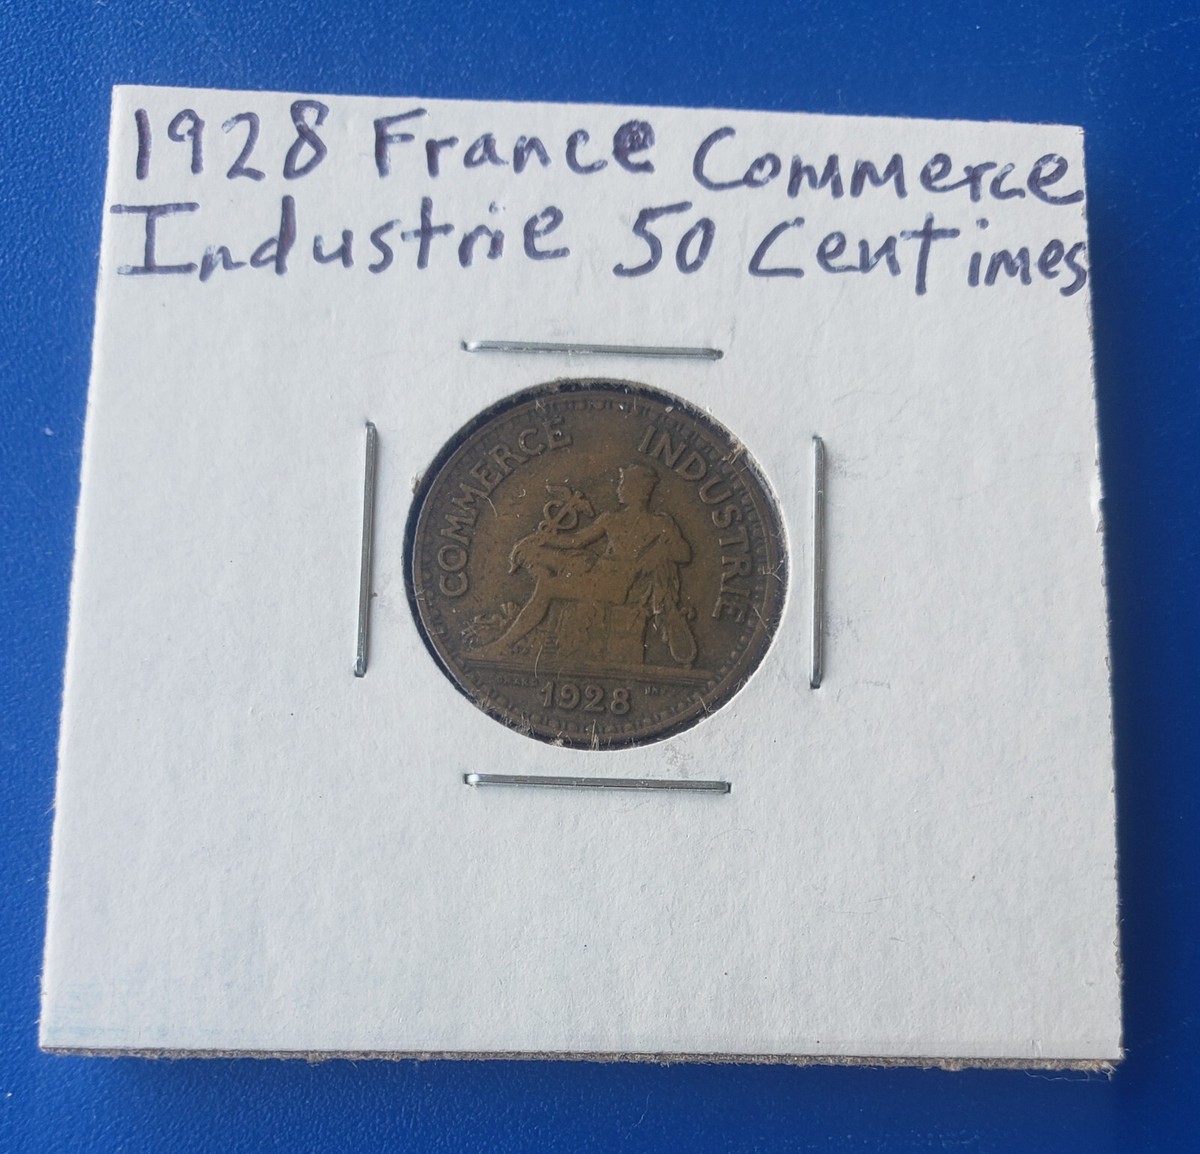 1928 France Commerce
Industrie 50 Centimes
COMMERCE INDUSTRIE
1928